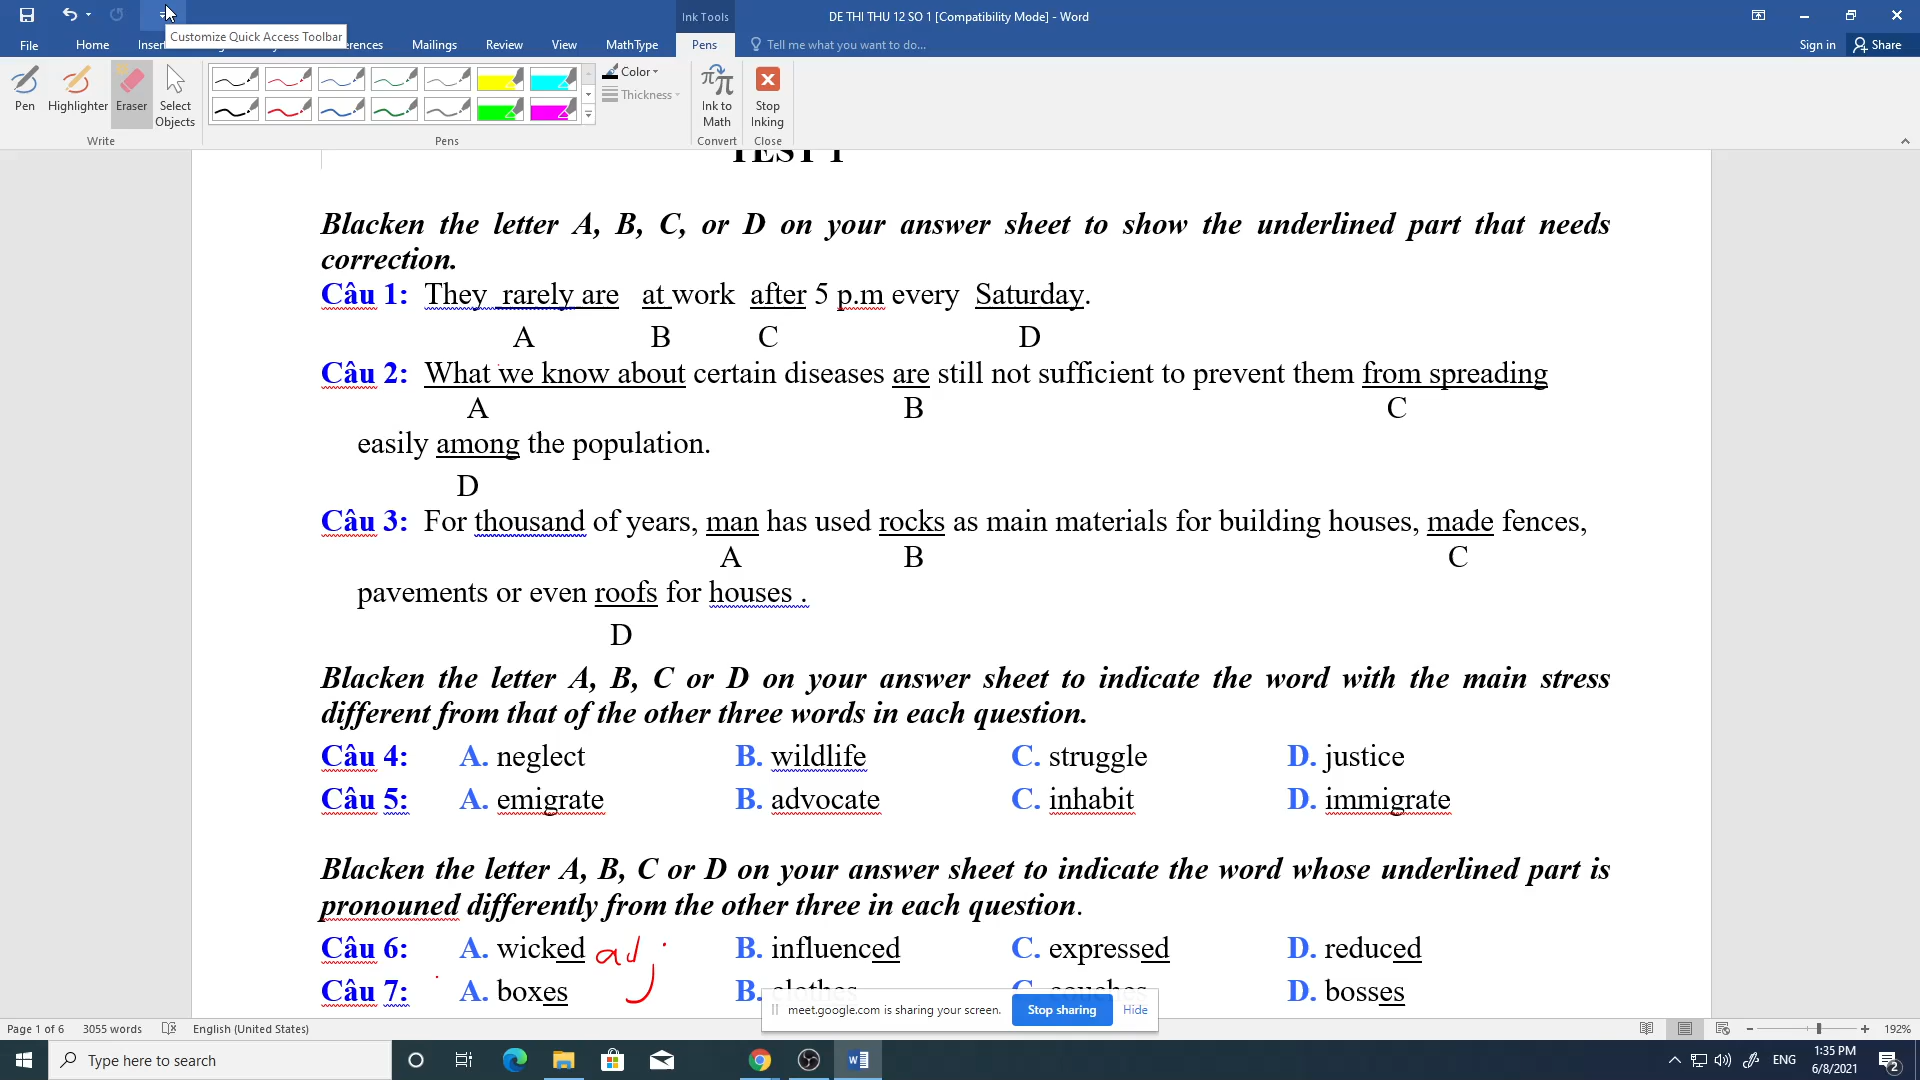 Ink Tools
DE THI THU 12 SO 1 [Compatibility Mode] - Word
Customize Quick Access Toolbar
File Home Mailings Review View MathType Pens Tell me what you want to do... Sign in Share
Pen Highlighter Eraser Select Objects
Color
Thickness
Ink to Math
Stop Inking
Write Pens Convert Close
TEST 1
Blacken the letter A, B, C, or D on your answer sheet to show the underlined part that needs
correction.
Câu 1: They rarely are at work after 5 p.m every Saturday.
A B C D
Câu 2: What we know about certain diseases are still not sufficient to prevent them from spreading
A B C
easily among the population.
D
Câu 3: For thousand of years, man has used rocks as main materials for building houses, made fences,
A B C
pavements or even roofs for houses .
D
Blacken the letter A, B, C or D on your answer sheet to indicate the word with the main stress
different from that of the other three words in each question.
Câu 4: A. neglect B. wildlife C. struggle D. justice
Câu 5: A. emigrate B. advocate C. inhabit D. immigrate
Blacken the letter A, B, C or D on your answer sheet to indicate the word whose underlined part is
pronouned differently from the other three in each question.
Câu 6: A. wicked adj B. influenced C. expressed D. reduced
Câu 7: A. boxes B. clothes C. couches D. bosses
meet.google.com is sharing your screen. Stop sharing Hide
Page 1 of 6 3055 words English (United States) 192%
Type here to search
ENG
1:35 PM
6/8/2021
2